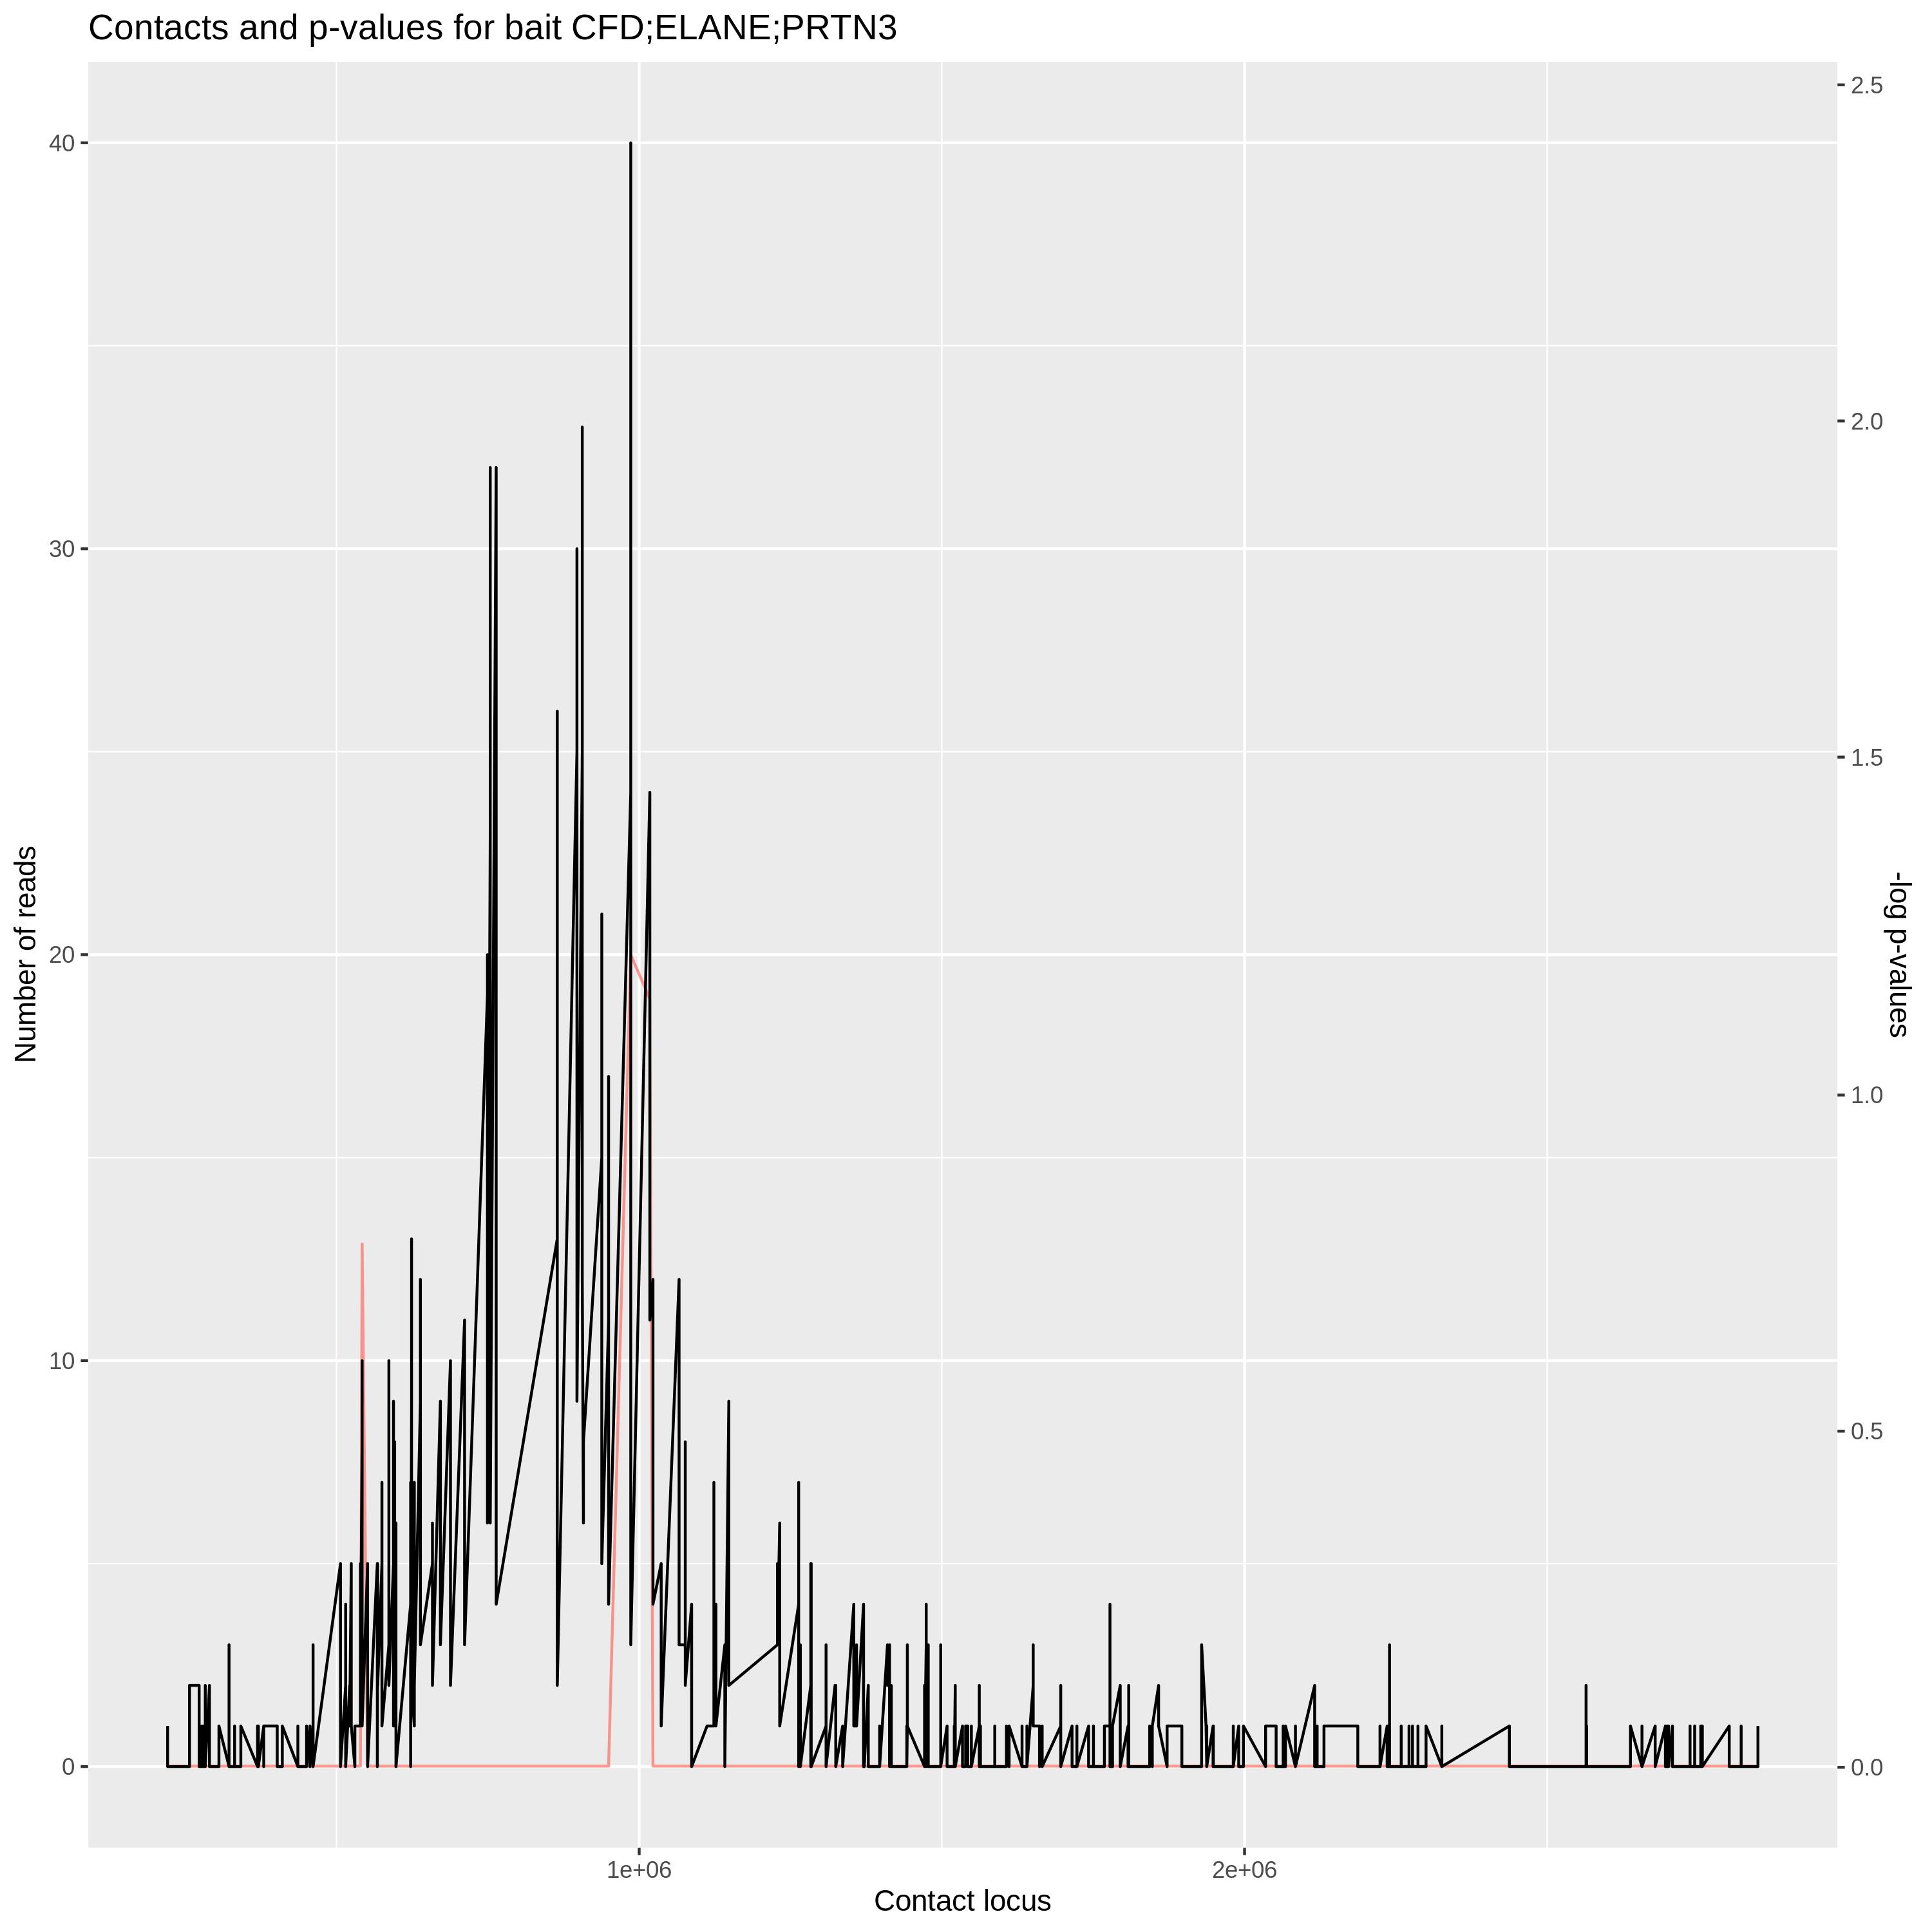 Contacts and p-values for bait CFD;ELANE;PRTN3
40
30
20
10
0
Number of reads
2.5
2.0
1.5
1.0
0.5
0.0
-log p-values
1e+06
2e+06
Contact locus